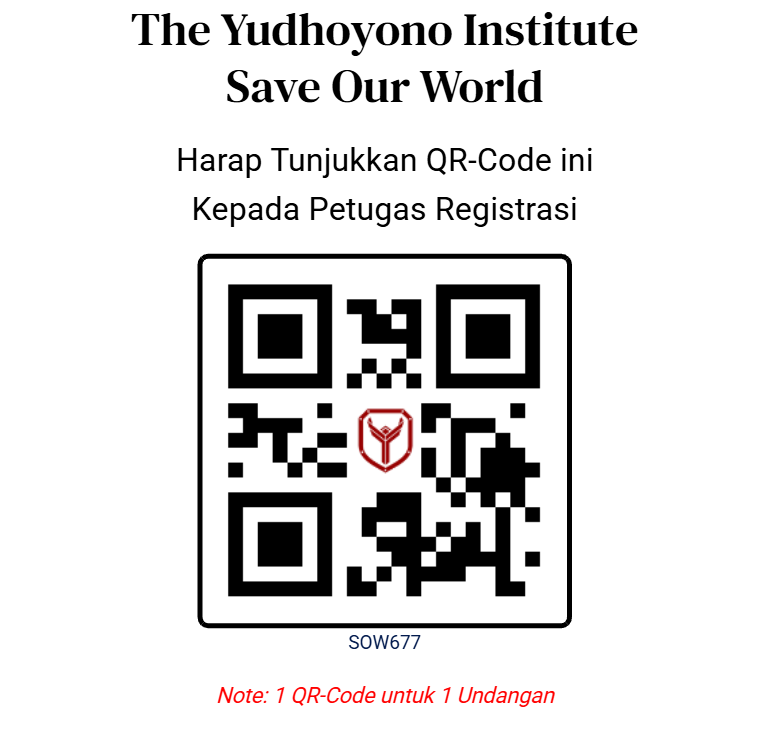 The Yudhoyono Institute
Save Our World
Harap Tunjukkan QR-Code ini
Kepada Petugas Registrasi
SOW677
Note: 1 QR-Code untuk 1 Undangan